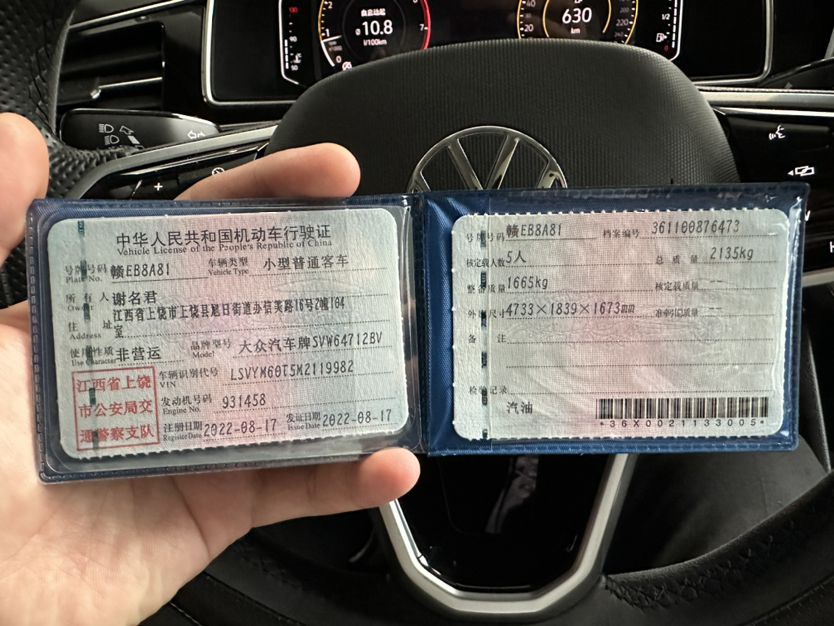 自启动起
10.8
l/100km
630
km
中华人民共和国机动车行驶证
Vehicle License of the People's Republic of China
号牌号码 赣EB8A81 车辆类型 小型普通客车
Plate No. Vehicle Type
所有人 谢名君
Owner
住址 江西省上饶市上饶县旭日街道办信美路16号2幢104
Address 室
使用性质 非营运 品牌型号 大众汽车牌SVW64712BV
Use Character Model
江西省上饶
市公安局交
通警察支队
车辆识别代号
VIN
发动机号码 931458
Engine No.
注册日期 2022-08-17 发证日期 2022-08-17
Register Date Issue Date
号牌号码 赣EB8A81 档案编号 361100876473
核定载人数 5人 总质量 2135kg
整备质量 1665kg 核定载质量 --
外廓尺寸 4733×1839×1673mm 准牵引总质量 --
备注
检验记录
汽油
*36X0021133005*